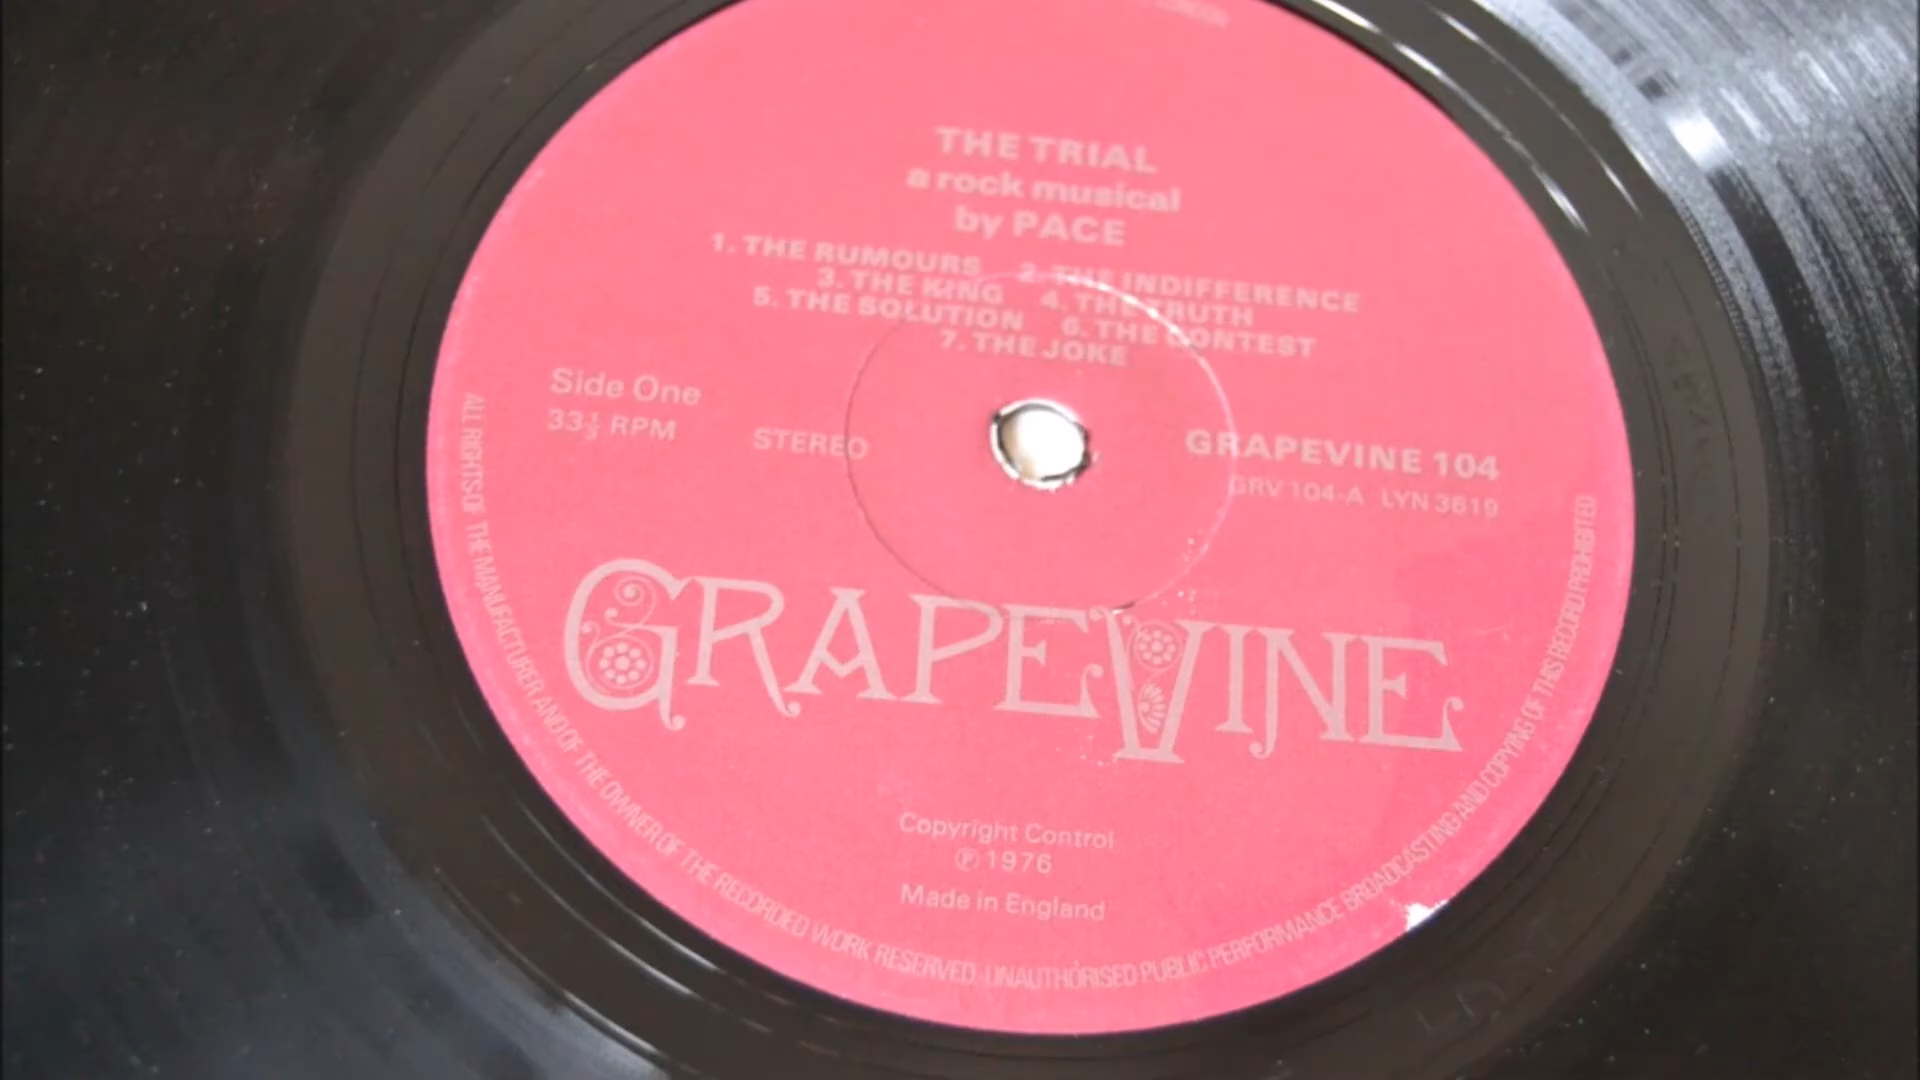 THE TRIAL
a rock musical
by PACE
1. THE RUMOURS 2. THE INDIFFERENCE
3. THE KING 4. THE TRUTH
5. THE SOLUTION 6. THE CONTEST
7. THE JOKE
Side One
33⅓ RPM
STEREO
GRAPEVINE 104
GRV 104-A LYN 3619
GRAPEVINE
Copyright Control
℗ 1976
Made in England
ALL RIGHTS OF THE MANUFACTURER AND OF THE OWNER OF THE RECORDED WORK RESERVED. UNAUTHORISED PUBLIC PERFORMANCE BROADCASTING AND COPYING OF THIS RECORD PROHIBITED